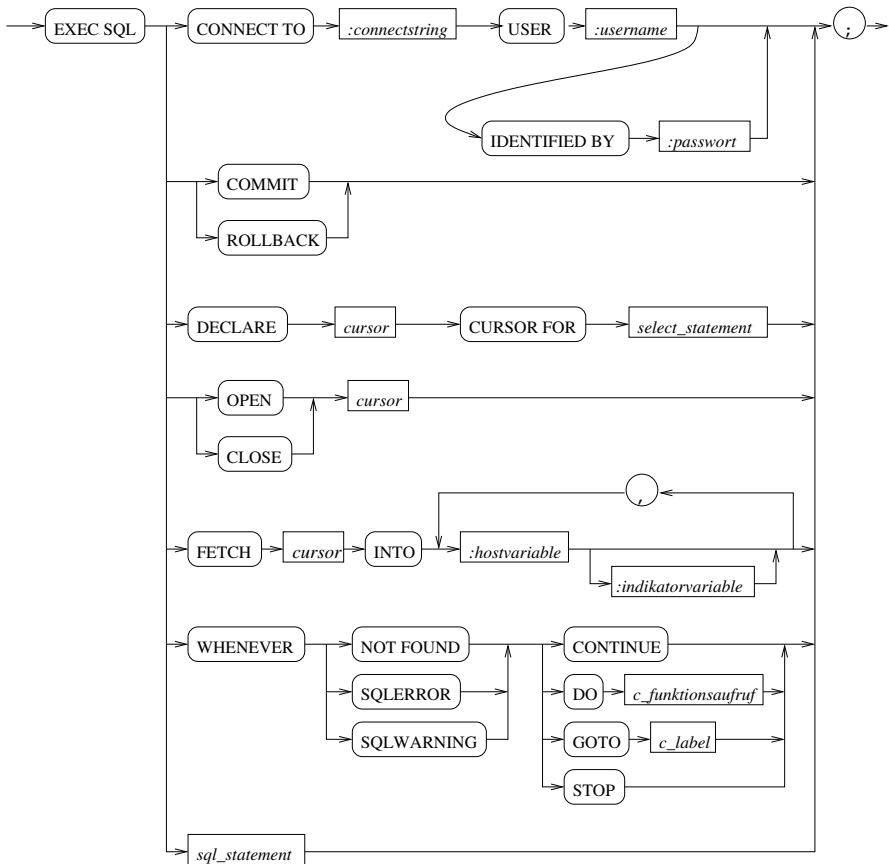 EXEC SQL CONNECT TO :connectstring USER :username ;
IDENTIFIED BY :passwort
COMMIT
ROLLBACK
DECLARE cursor CURSOR FOR select_statement
OPEN cursor
CLOSE
,
FETCH cursor INTO :hostvariable
:indikatorvariable
WHENEVER NOT FOUND CONTINUE
SQLERROR DO c_funktionsaufruf
SQLWARNING GOTO c_label
STOP
sql_statement